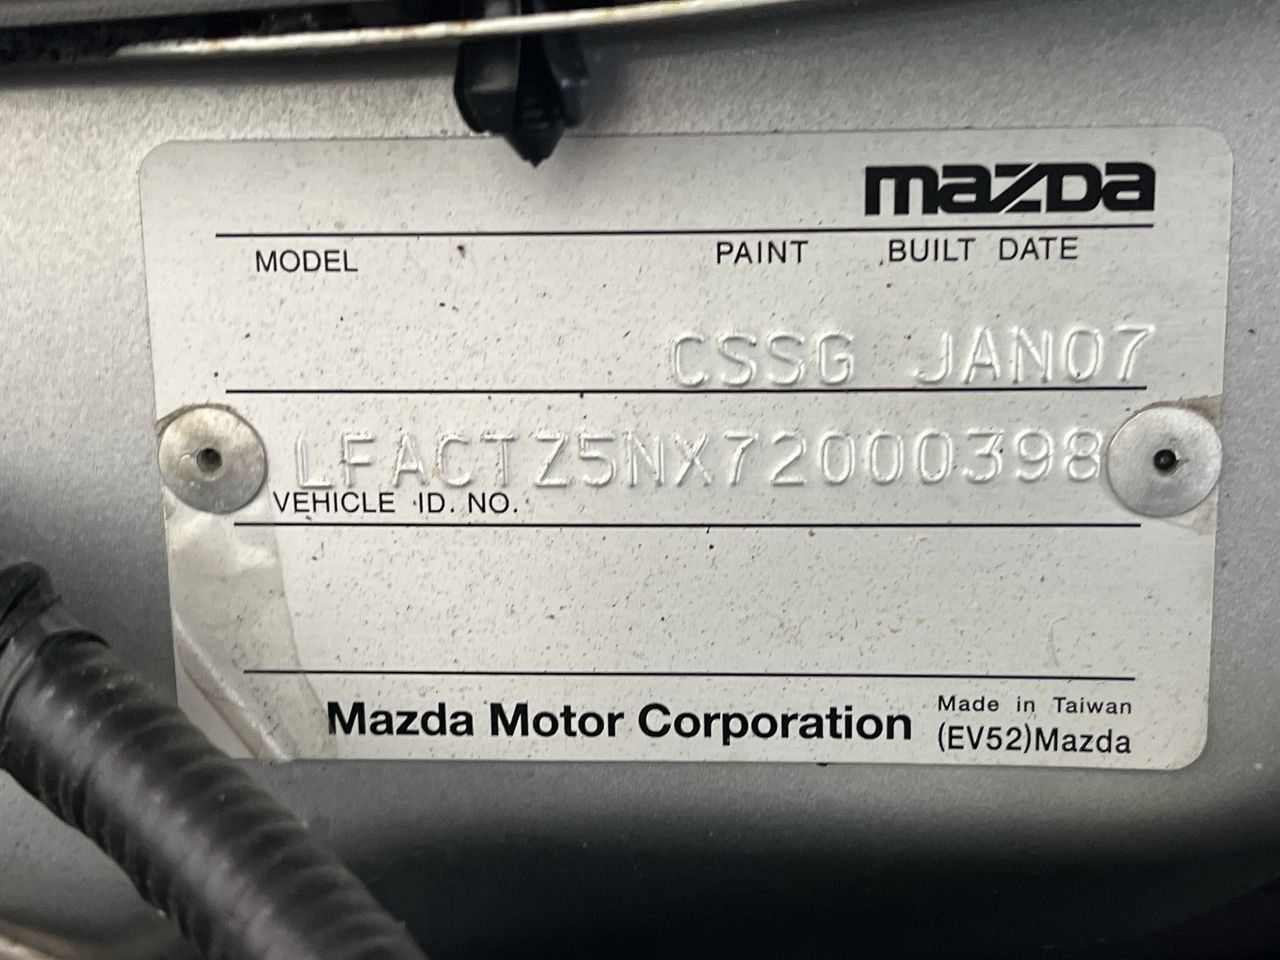 mazda
MODEL PAINT BUILT DATE
CSSG JAN07
LFACTZ5NX72000398
VEHICLE ID. NO.
Mazda Motor Corporation
Made in Taiwan
(EV52)Mazda